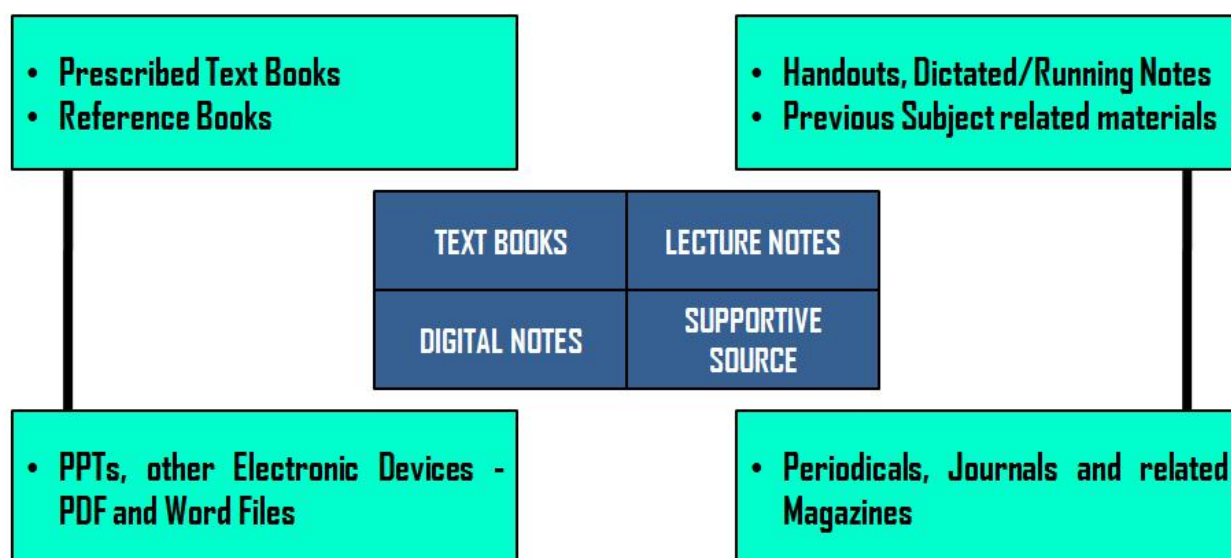 • Prescribed Text Books
• Reference Books
• Handouts, Dictated/Running Notes
• Previous Subject related materials
TEXT BOOKS
LECTURE NOTES
DIGITAL NOTES
SUPPORTIVE
SOURCE
• PPTs, other Electronic Devices -
PDF and Word Files
• Periodicals, Journals and related
Magazines